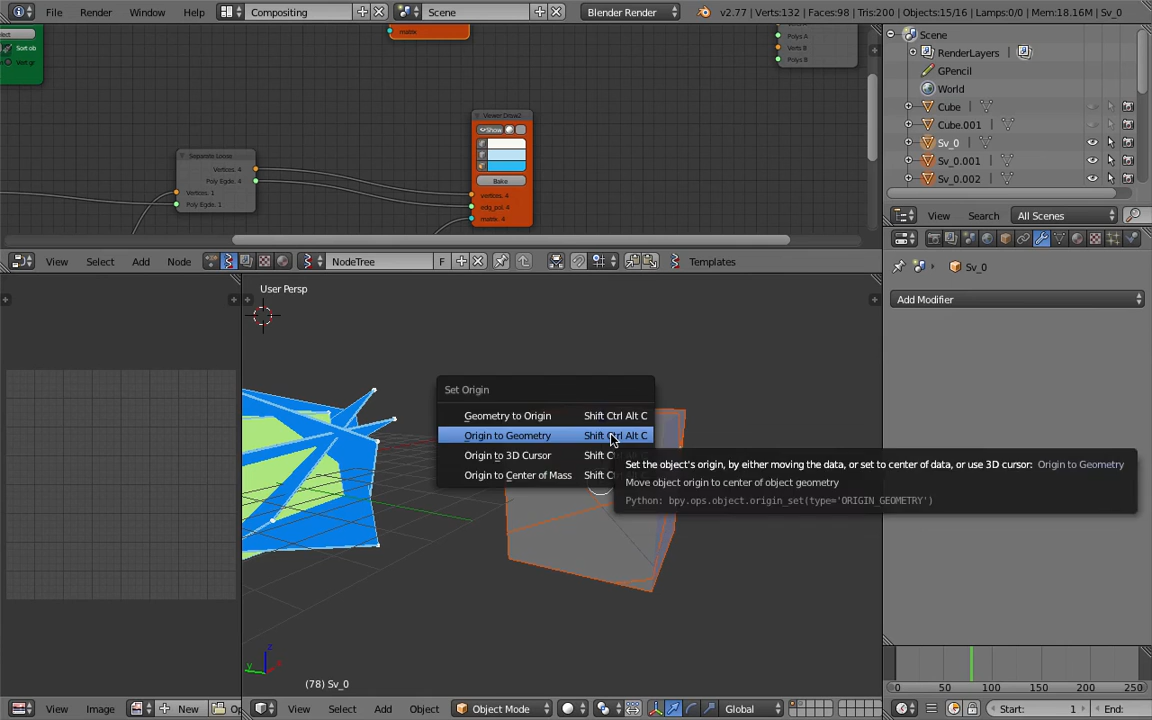 File Render Window Help Compositing Scene Blender Render v2.77 | Verts:132 | Faces:98 | Tris:200 | Objects:15/16 | Lamps:0/0 | Mem:18.16M | Sv_0
Sort ob
matrix
Polys A
Verts B
Polys B
Viewer Draw2
Show
Bake
vertices. 4
edg_pol. 4
matrix. 4
Separate Loose
Vertices. 4
Poly Egde. 4
Vertices. 1
Poly Egde. 1
Scene
RenderLayers
GPencil
World
Cube
Cube.001
Sv_0
Sv_0.001
Sv_0.002
View Search All Scenes
View Select Add Node NodeTree F Templates
Sv_0
Add Modifier
User Persp
Set Origin
Geometry to Origin Shift Ctrl Alt C
Origin to Geometry Shift Ctrl Alt C
Origin to 3D Cursor Shift
Origin to Center of Mass Shift
Set the object's origin, by either moving the data, or set to center of data, or use 3D cursor: Origin to Geometry
Move object origin to center of object geometry
Python: bpy.ops.object.origin_set(type='ORIGIN_GEOMETRY')
z
y
(78) Sv_0
0 50 100 150 200 250
View Image New View Select Add Object Object Mode Global Start: 1 End: